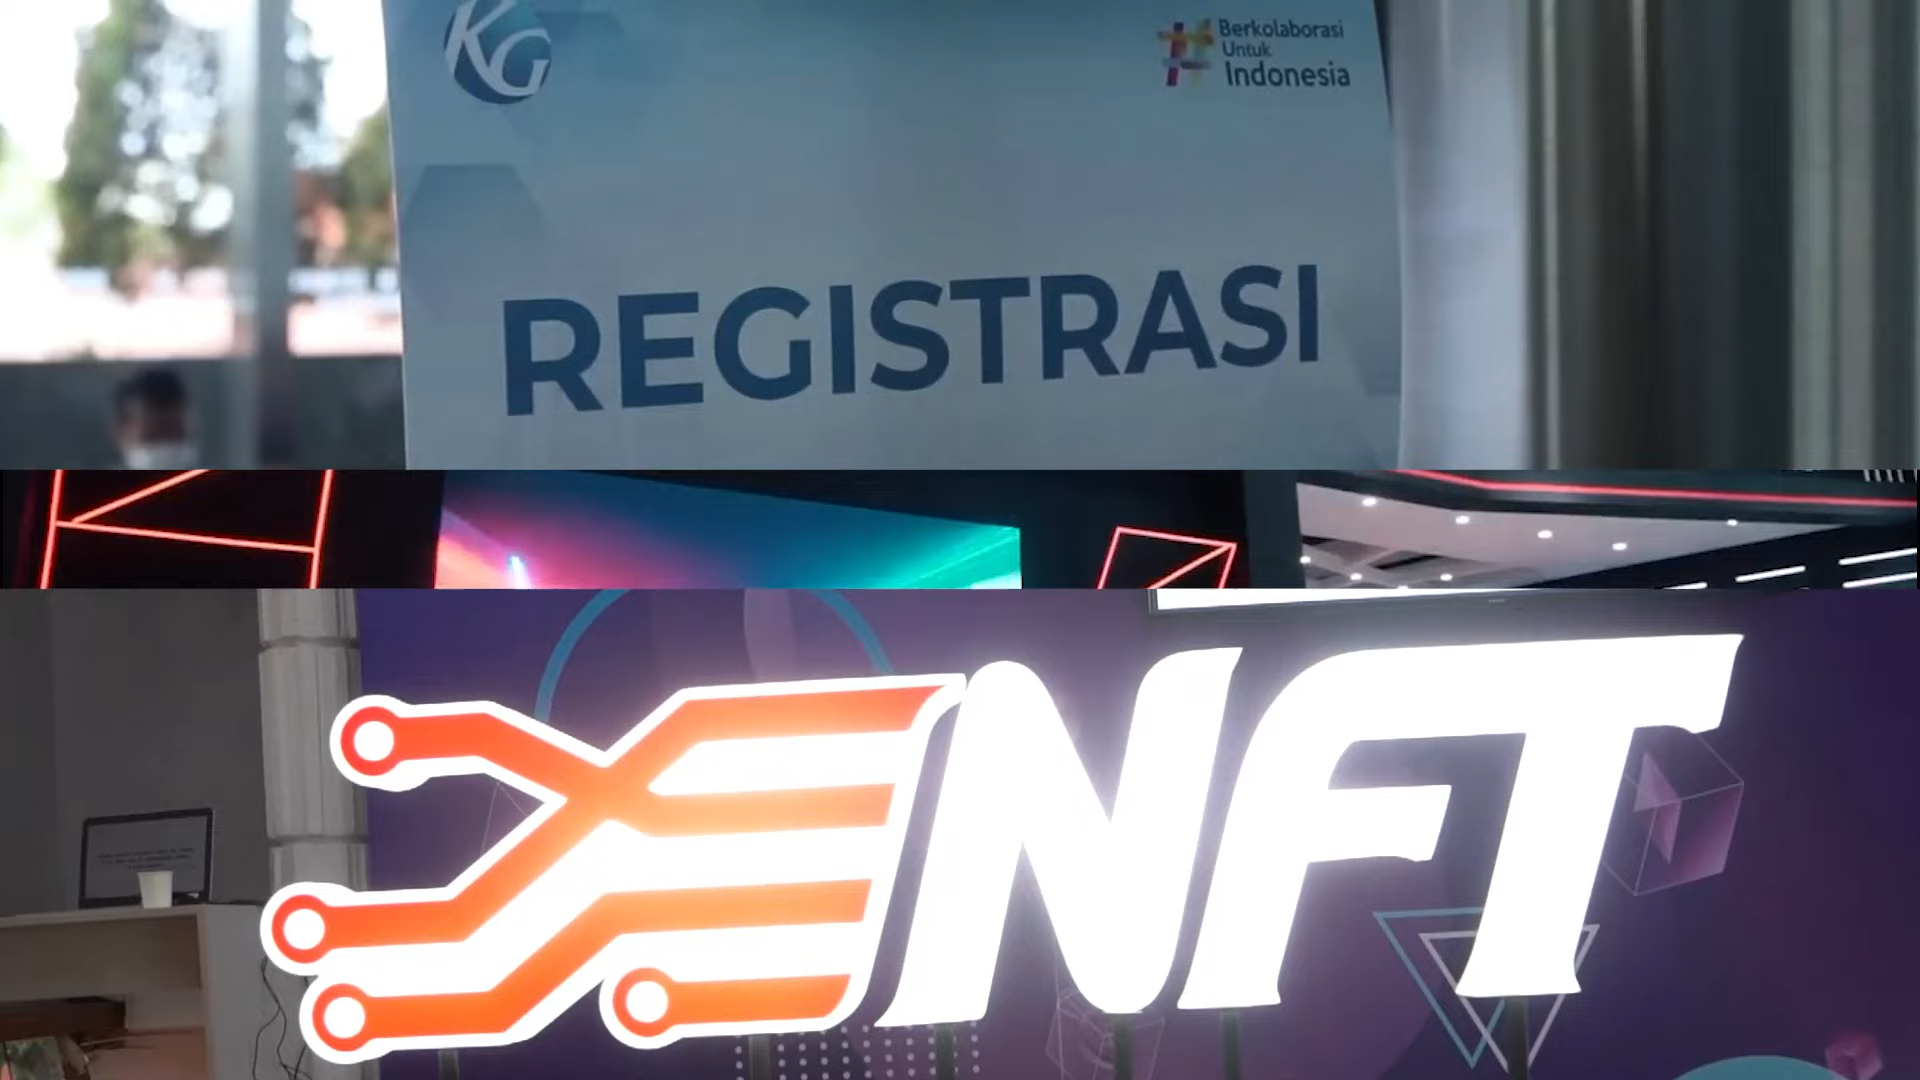 KG
Berkolaborasi
Untuk
Indonesia
REGISTRASI
NFT